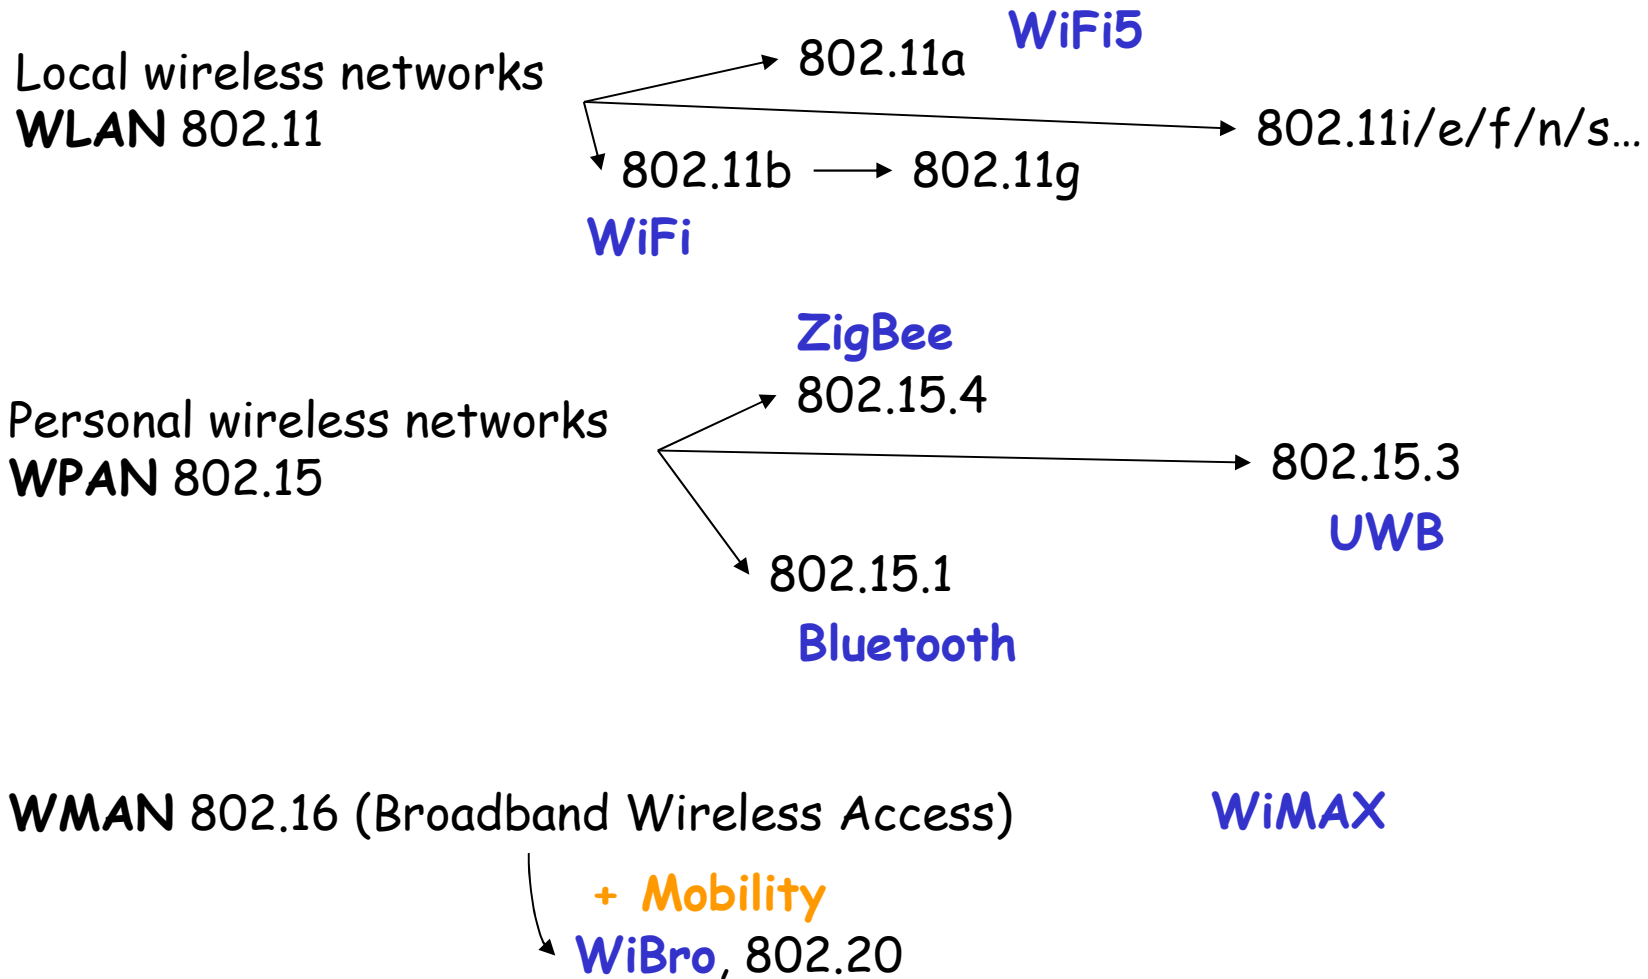 WiFi5
802.11a
Local wireless networks
WLAN 802.11
802.11i/e/f/n/s...
802.11b
802.11g
WiFi
ZigBee
802.15.4
Personal wireless networks
WPAN 802.15
802.15.3
UWB
802.15.1
Bluetooth
WMAN 802.16 (Broadband Wireless Access)
WiMAX
+ Mobility
WiBro, 802.20